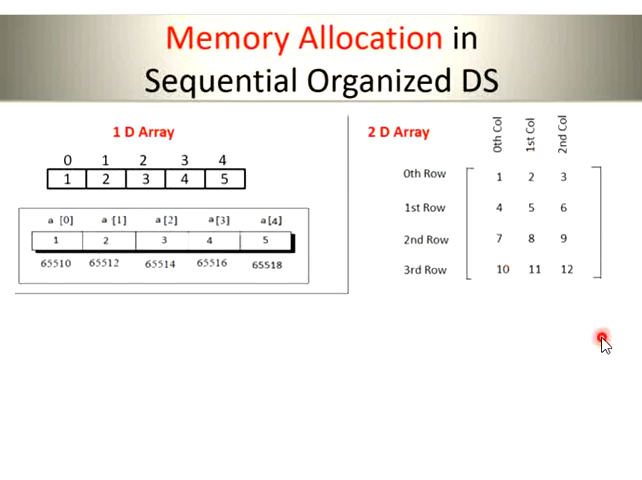 Memory Allocation in
Sequential Organized DS
1 D Array
0 1 2 3 4
1 2 3 4 5
a [0] a [1] a [2] a[3] a[4]
1 2 3 4 5
65510 65512 65514 65516 65518
2 D Array
0th Col 1st Col 2nd Col
0th Row 1 2 3
1st Row 4 5 6
2nd Row 7 8 9
3rd Row 10 11 12